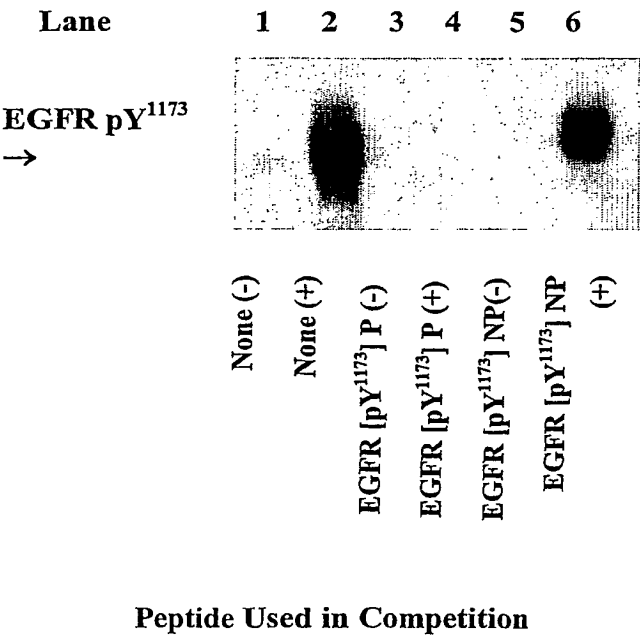 Lane 1 2 3 4 5 6
EGFR pY¹¹⁷³
→
None (-)
None (+)
EGFR [pY¹¹⁷³] P (-)
EGFR [pY¹¹⁷³] P (+)
EGFR [pY¹¹⁷³] NP(-)
EGFR [pY¹¹⁷³] NP
(+)
Peptide Used in Competition